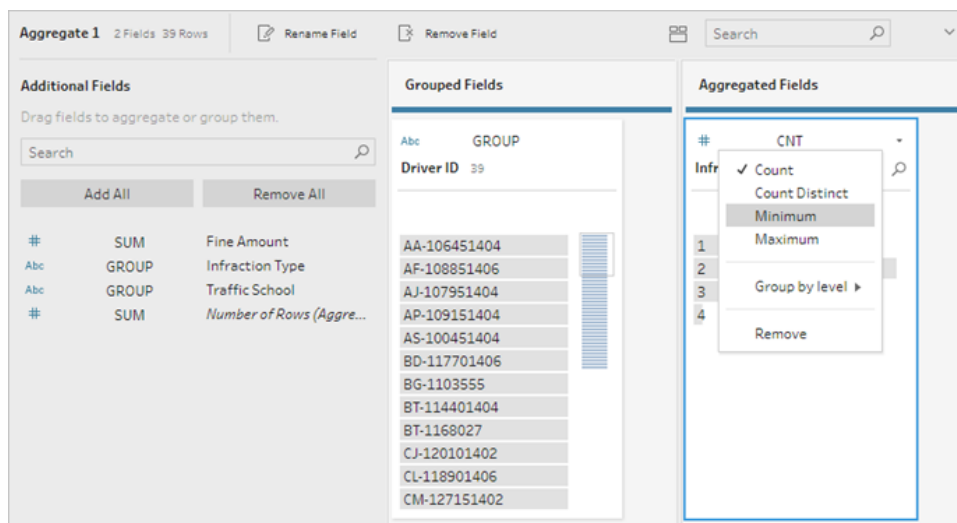 Aggregate 1 2 Fields 39 Rows Rename Field Remove Field Search
Additional Fields
Drag fields to aggregate or group them.
Search
Add All Remove All
# SUM Fine Amount
Abc GROUP Infraction Type
Abc GROUP Traffic School
# SUM Number of Rows (Aggre...
Grouped Fields
Abc GROUP
Driver ID 39
AA-106451404
AF-108851406
AJ-107951404
AP-109151404
AS-100451404
BD-117701406
BG-1103555
BT-114401404
BT-1168027
CJ-120101402
CL-118901406
CM-127151402
Aggregated Fields
# CNT
Infr
1
2
3
4
✓ Count
Count Distinct
Minimum
Maximum
Group by level
Remove